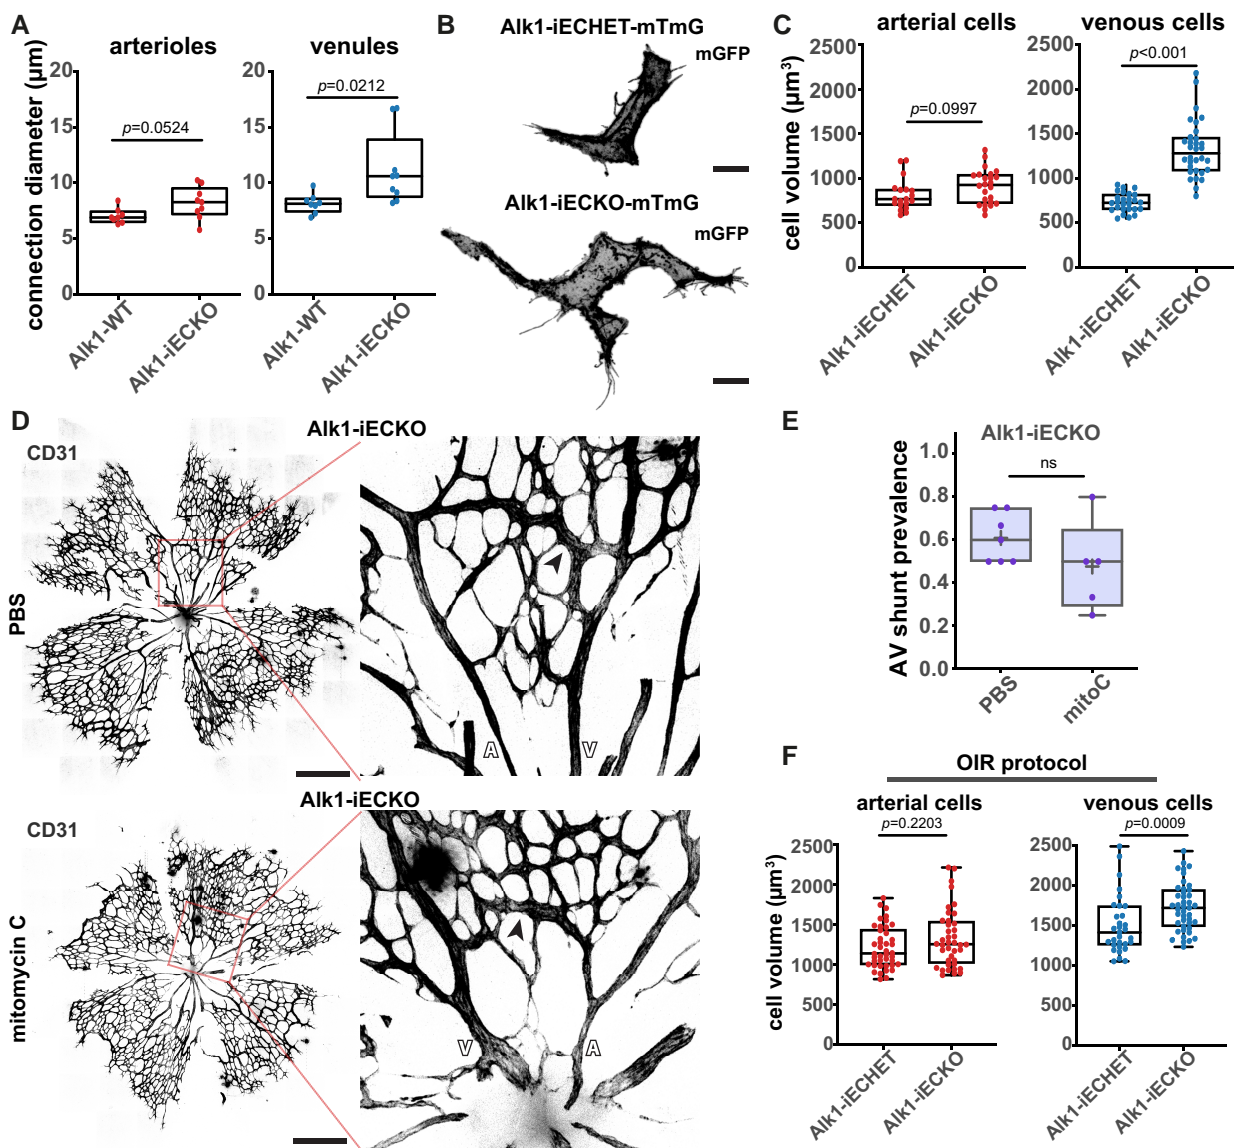 A
arterioles
venules
connection diameter (µm)
20
15
10
5
0
p=0.0524
Alk1-WT
Alk1-iECKO
20
15
10
5
0
p=0.0212
Alk1-WT
Alk1-iECKO
B
Alk1-iECHET-mTmG
mGFP
Alk1-iECKO-mTmG
mGFP
C
arterial cells
venous cells
cell volume (µm³)
2500
2000
1500
1000
500
0
p=0.0997
Alk1-iECHET
Alk1-iECKO
2500
2000
1500
1000
500
0
p<0.001
Alk1-iECHET
Alk1-iECKO
D
Alk1-iECKO
CD31
PBS
A
V
Alk1-iECKO
CD31
mitomycin C
V
A
E
Alk1-iECKO
AV shunt prevalence
1.0
0.8
0.6
0.4
0.2
0.0
ns
PBS
mitoC
F
OIR protocol
arterial cells
venous cells
cell volume (µm³)
p=0.2203
2500
2000
1500
1000
500
0
Alk1-iECHET
Alk1-iECKO
p=0.0009
2500
2000
1500
1000
500
0
Alk1-iECHET
Alk1-iECKO